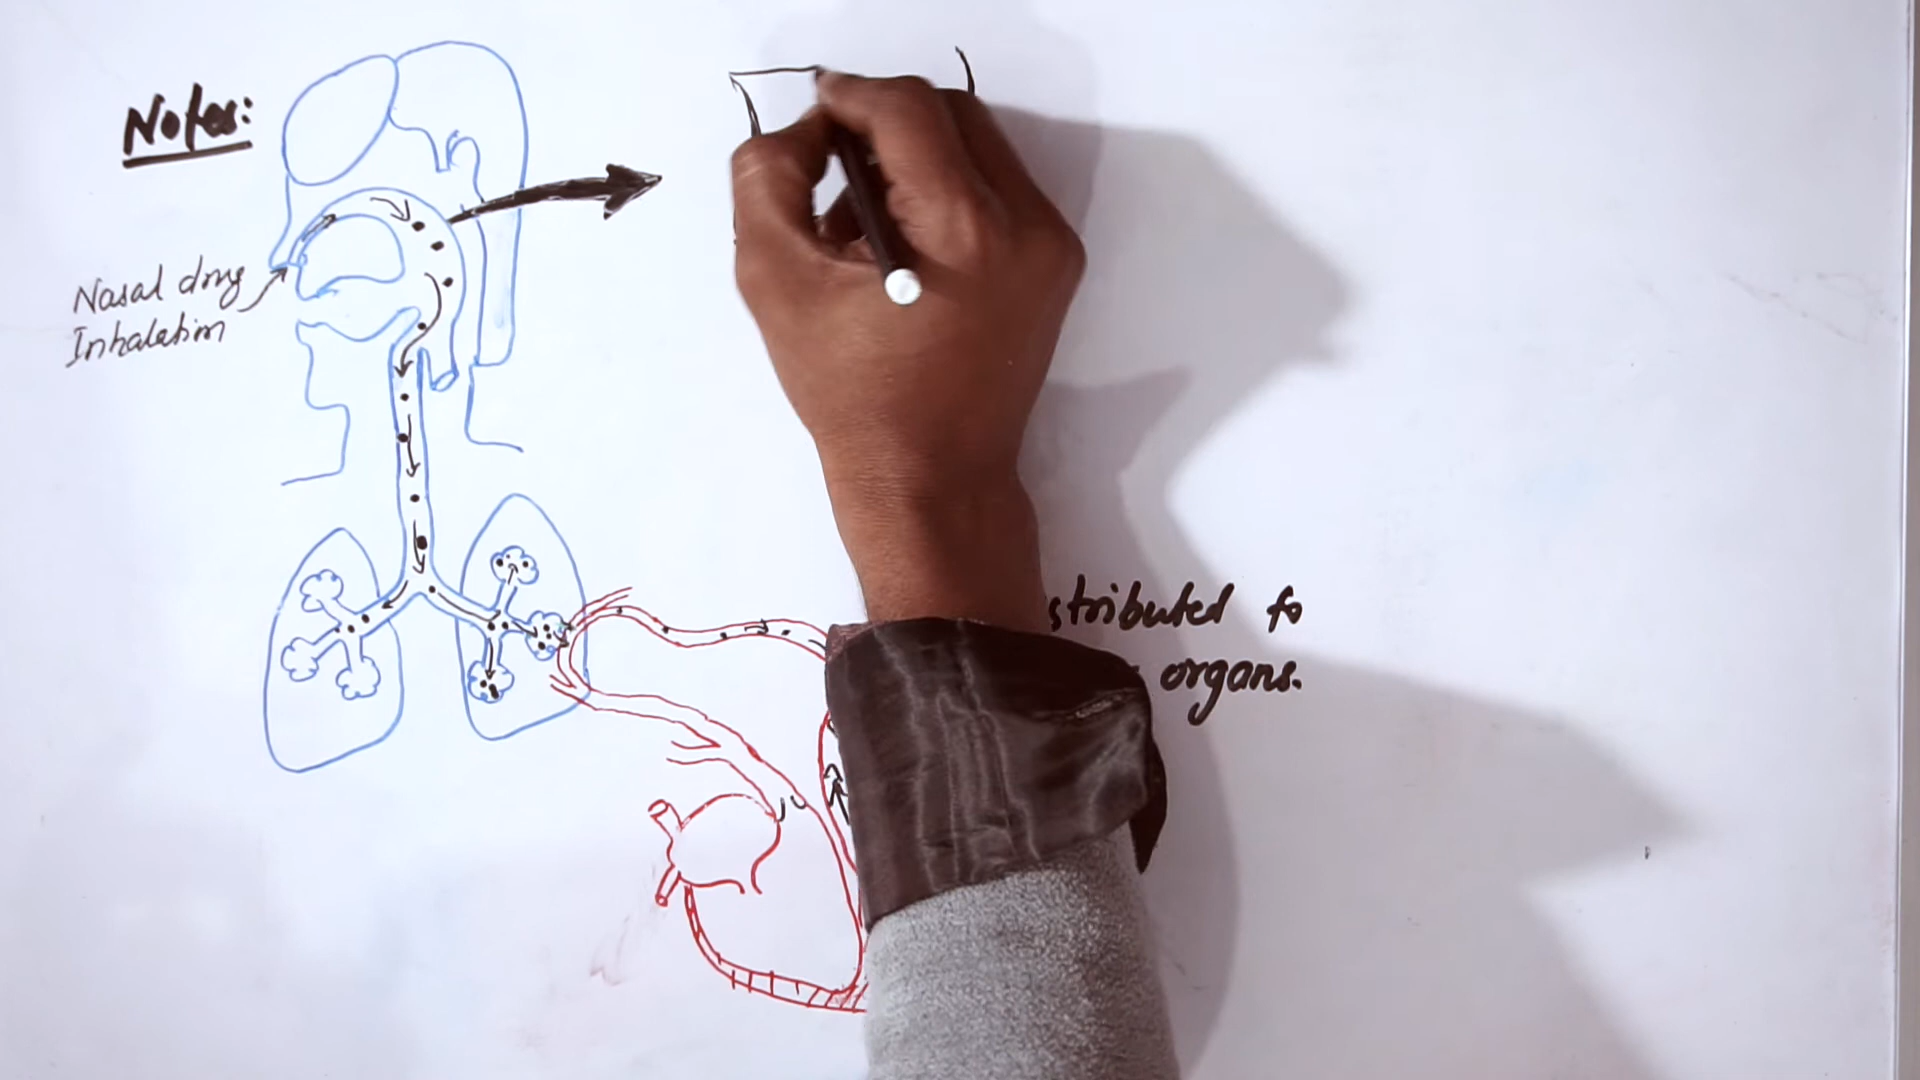 Notes:
Nasal drug
Inhalation
stributed to
organs.